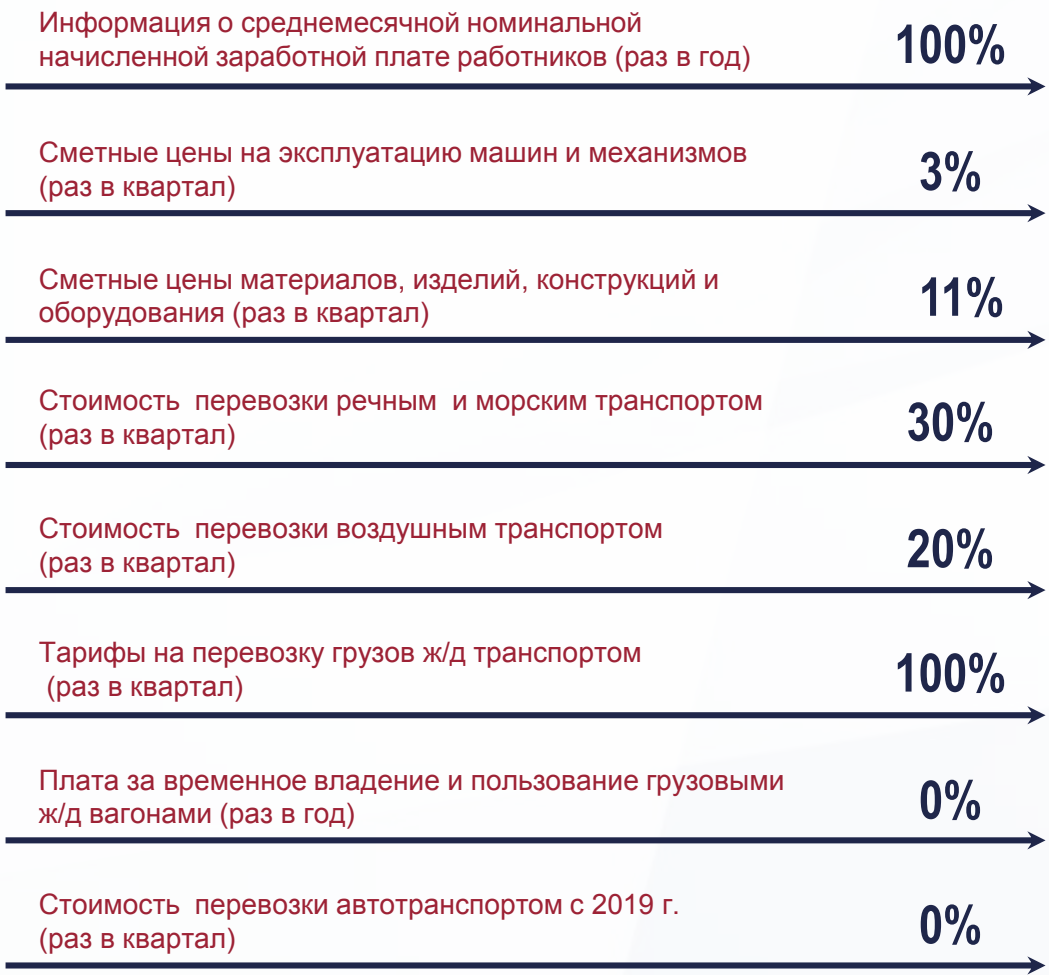 Информация о среднемесячной номинальной
начисленной заработной плате работников (раз в год)
100%
Сметные цены на эксплуатацию машин и механизмов
(раз в квартал)
3%
Сметные цены материалов, изделий, конструкций и
оборудования (раз в квартал)
11%
Стоимость перевозки речным и морским транспортом
(раз в квартал)
30%
Стоимость перевозки воздушным транспортом
(раз в квартал)
20%
Тарифы на перевозку грузов ж/д транспортом
(раз в квартал)
100%
Плата за временное владение и пользование грузовыми
ж/д вагонами (раз в год)
0%
Стоимость перевозки автотранспортом с 2019 г.
(раз в квартал)
0%